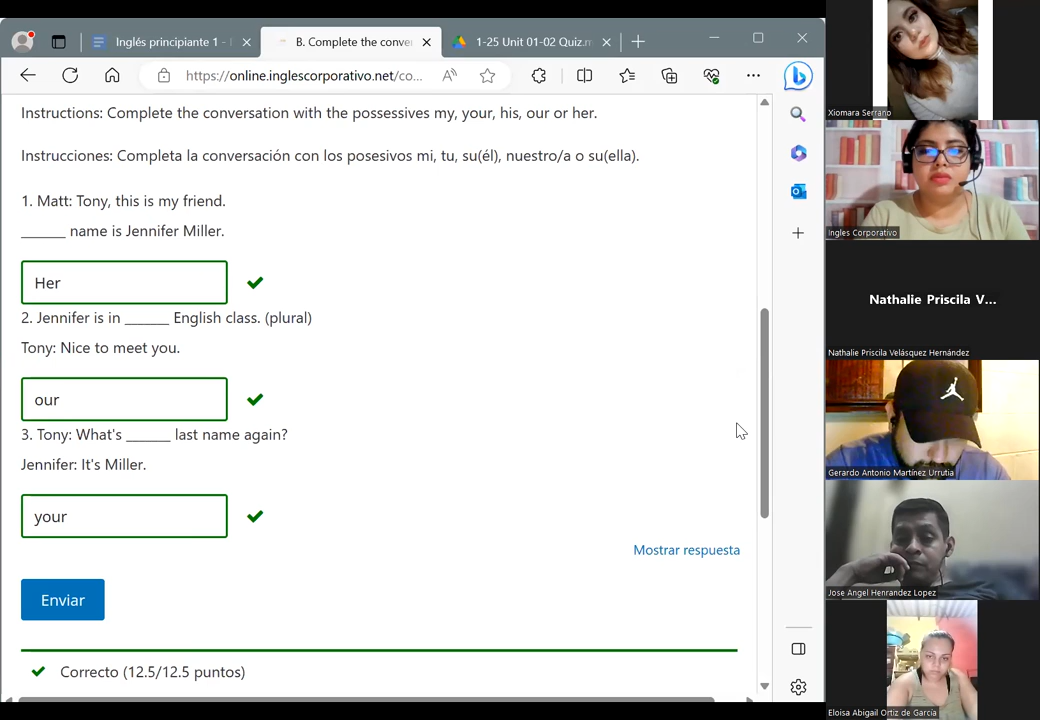 Inglés principiante 1 -
B. Complete the conver
1-25 Unit 01-02 Quiz.m
https://online.inglescorporativo.net/co...
Instructions: Complete the conversation with the possessives my, your, his, our or her.
Instrucciones: Completa la conversación con los posesivos mi, tu, su(él), nuestro/a o su(ella).
1. Matt: Tony, this is my friend.
______ name is Jennifer Miller.
Her
2. Jennifer is in ______ English class. (plural)
Tony: Nice to meet you.
our
3. Tony: What's ______ last name again?
Jennifer: It's Miller.
your
Mostrar respuesta
Enviar
Correcto (12.5/12.5 puntos)
Xiomara Serrano
Ingles Corporativo
Nathalie Priscila V...
Nathalie Priscila Velásquez Hernández
Gerardo Antonio Martínez Urrutia
Jose Angel Henrandez Lopez
Eloisa Abigail Ortiz de Garcia